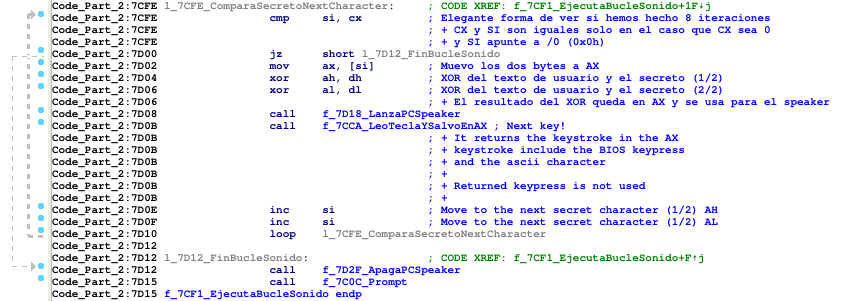 Code_Part_2:7CFE l_7CFE_ComparaSecretoNextCharacter: ; CODE XREF: f_7CF1_EjecutaBucleSonido+1F↓j
Code_Part_2:7CFE cmp si, cx ; Elegante forma de ver si hemos hecho 8 iteraciones
Code_Part_2:7CFE ; + CX y SI son iguales solo en el caso que CX sea 0
Code_Part_2:7CFE ; + y SI apunte a /0 (0x0h)
Code_Part_2:7D00 jz short l_7D12_FinBucleSonido
Code_Part_2:7D02 mov ax, [si] ; Muevo los dos bytes a AX
Code_Part_2:7D04 xor ah, dh ; XOR del texto de usuario y el secreto (1/2)
Code_Part_2:7D06 xor al, dl ; XOR del texto de usuario y el secreto (2/2)
Code_Part_2:7D06 ; + El resultado del XOR queda en AX y se usa para el speaker
Code_Part_2:7D08 call f_7D18_LanzaPCSpeaker
Code_Part_2:7D0B call f_7CCA_LeoTeclaYSalvoEnAX ; Next key!
Code_Part_2:7D0B ; + It returns the keystroke in the AX
Code_Part_2:7D0B ; + keystroke include the BIOS keypress
Code_Part_2:7D0B ; + and the ascii character
Code_Part_2:7D0B ; +
Code_Part_2:7D0B ; + Returned keypress is not used
Code_Part_2:7D0B ; +
Code_Part_2:7D0E inc si ; Move to the next secret character (1/2) AH
Code_Part_2:7D0F inc si ; Move to the next secret character (1/2) AL
Code_Part_2:7D10 loop l_7CFE_ComparaSecretoNextCharacter
Code_Part_2:7D12
Code_Part_2:7D12 l_7D12_FinBucleSonido: ; CODE XREF: f_7CF1_EjecutaBucleSonido+F↑j
Code_Part_2:7D12 call f_7D2F_ApagaPCSpeaker
Code_Part_2:7D15 call f_7C0C_Prompt
Code_Part_2:7D15 f_7CF1_EjecutaBucleSonido endp